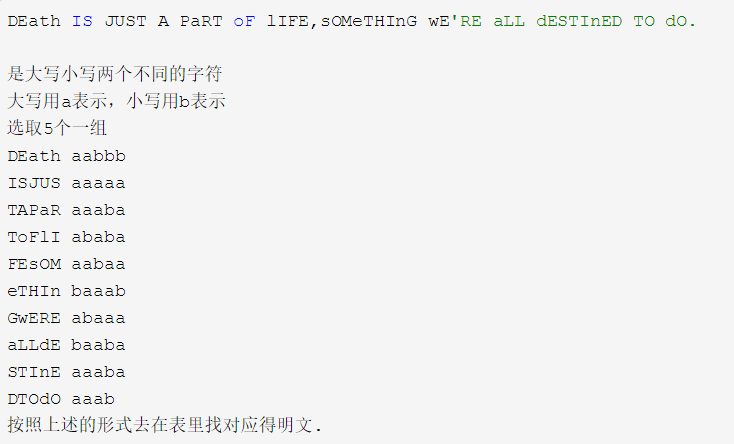 DEath IS JUST A PaRT oF lIFE,sOMeTHInG wE'RE aLL dESTInED TO dO.
是大写小写两个不同的字符
大写用a表示，小写用b表示
选取5个一组
DEath aabbb
ISJUS aaaaa
TAPaR aaaba
ToFlI ababa
FEsOM aabaa
eTHIn baaab
GwERE abaaa
aLLdE baaba
STInE aaaba
DTOdO aaab
按照上述的形式去在表里找对应得明文.